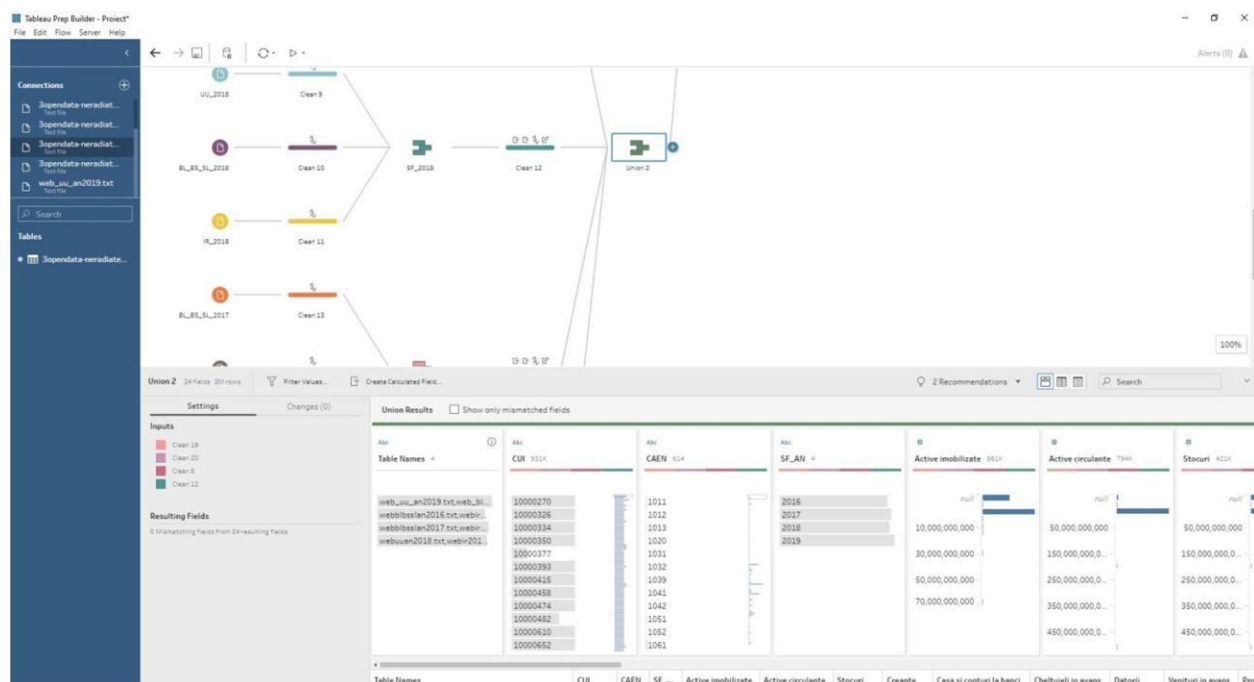 Tableau Prep Builder - Project*
File Edit Flow Server Help
Alerts (0)
Connections
3opendata-neradiat...
Text file
3opendata-neradiat...
Text file
3opendata-neradiat...
Text file
3opendata-neradiat...
Text file
web_uu_an2019.txt
Text file
Search
Tables
3opendata-neradiate...
UU_2018
Clean 9
BL_BS_SL_2018
Clean 10
SF_2018
Clean 12
Union 2
IR_2018
Clean 11
BL_BS_SL_2017
Clean 13
100%
Union 2 24 fields 3M rows
Filter Values...
Create Calculated Field...
2 Recommendations
Search
Settings
Changes (0)
Inputs
Clean 19
Clean 20
Clean 8
Clean 12
Resulting Fields
0 Mismatching fields from 24 resulting fields.
Union Results
Show only mismatched fields
Abc
Table Names 4
web_uu_an2019.txt,web_bl...
webblbsslan2016.txt,webir...
webblbsslan2017.txt,webir...
webuuan2018.txt,webir201...
Abc
CUI 931K
10000270
10000326
10000334
10000350
10000377
10000393
10000415
10000458
10000474
10000482
10000610
10000652
Abc
CAEN 614
1011
1012
1013
1020
1031
1032
1039
1041
1042
1051
1052
1061
Abc
SF_AN 4
2016
2017
2018
2019
#
Active imobilizate 561K
null
10,000,000,000
30,000,000,000
50,000,000,000
70,000,000,000
#
Active circulante 794K
null
50,000,000,000
150,000,000,0...
250,000,000,0...
350,000,000,0...
450,000,000,0...
#
Stocuri 421K
null
50,000,000,000
150,000,000,0...
250,000,000,0...
350,000,000,0...
450,000,000,0...
Table Names CUI CAEN SF_... Active imobilizate Active circulante Stocuri Creante Casa si conturi la banci Cheltuieli in avans Datorii Venituri in avans Pro